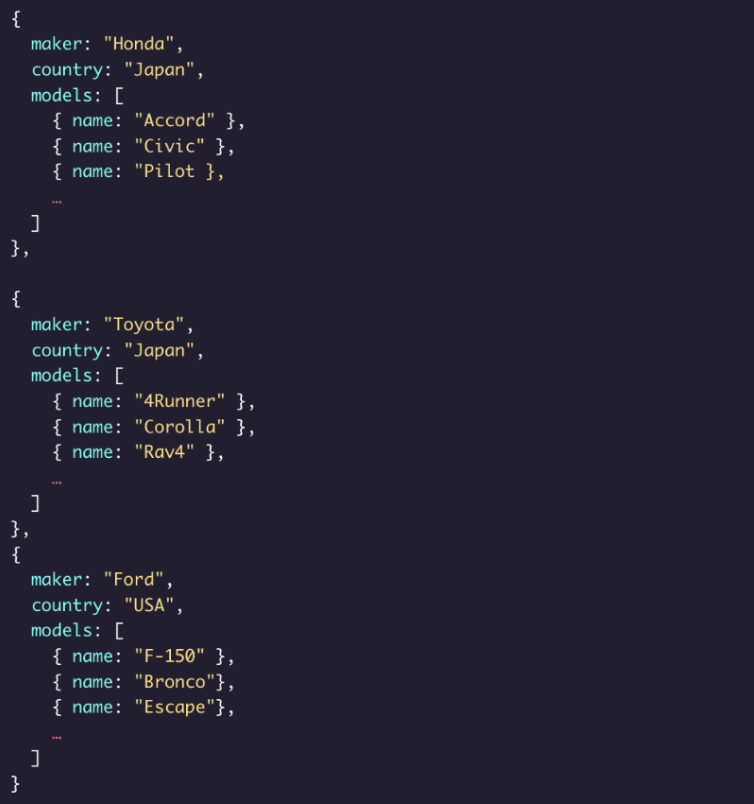 {
  maker: "Honda",
  country: "Japan",
  models: [
    { name: "Accord" },
    { name: "Civic" },
    { name: "Pilot },
    …
  ]
},
{
  maker: "Toyota",
  country: "Japan",
  models: [
    { name: "4Runner" },
    { name: "Corolla" },
    { name: "Rav4" },
    …
  ]
},
{
  maker: "Ford",
  country: "USA",
  models: [
    { name: "F-150" },
    { name: "Bronco"},
    { name: "Escape"},
    …
  ]
}